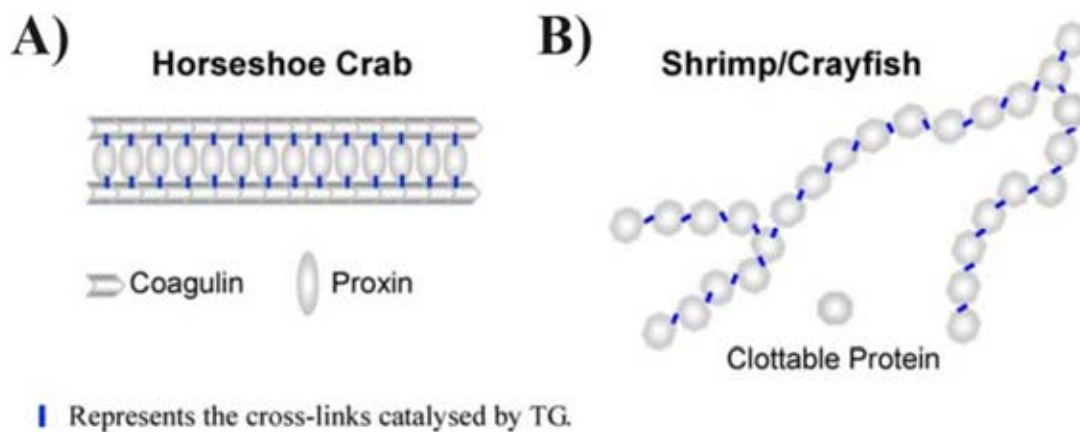 A)
Horseshoe Crab
Coagulin
Proxin
B)
Shrimp/Crayfish
Clottable Protein
Represents the cross-links catalysed by TG.